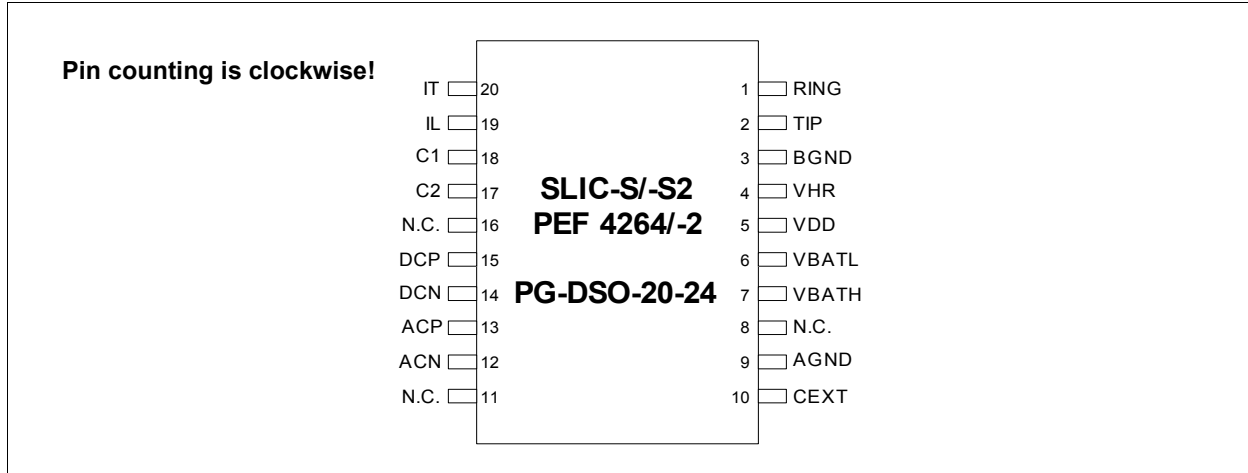 Pin counting is clockwise!
IT 20 1 RING
IL 19 2 TIP
C1 18 3 BGND
C2 17 SLIC-S/-S2 4 VHR
N.C. 16 PEF 4264/-2 5 VDD
DCP 15 6 VBATL
DCN 14 PG-DSO-20-24 7 VBATH
ACP 13 8 N.C.
ACN 12 9 AGND
N.C. 11 10 CEXT